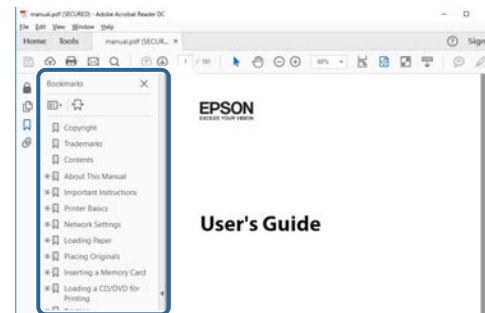 manual.pdf (SECURED) - Adobe Acrobat Reader DC
File Edit View Window Help
Home Tools manual.pdf (SECUR... ×
Sign
1
Bookmarks
Copyright
Trademarks
Contents
About This Manual
Important Instructions
Printer Basics
Network Settings
Loading Paper
Placing Originals
Inserting a Memory Card
Loading a CD/DVD for
Printing
EPSON
EXCEED YOUR VISION
User's Guide